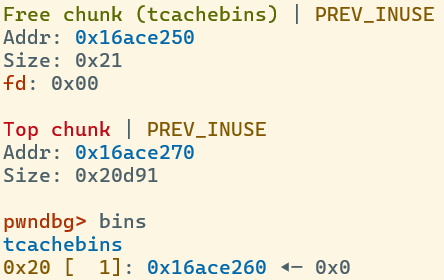 Free chunk (tcachebins) | PREV_INUSE
Addr: 0x16ace250
Size: 0x21
fd: 0x00
Top chunk | PREV_INUSE
Addr: 0x16ace270
Size: 0x20d91
pwndbg> bins
tcachebins
0x20 [  1]: 0x16ace260 ◂— 0x0